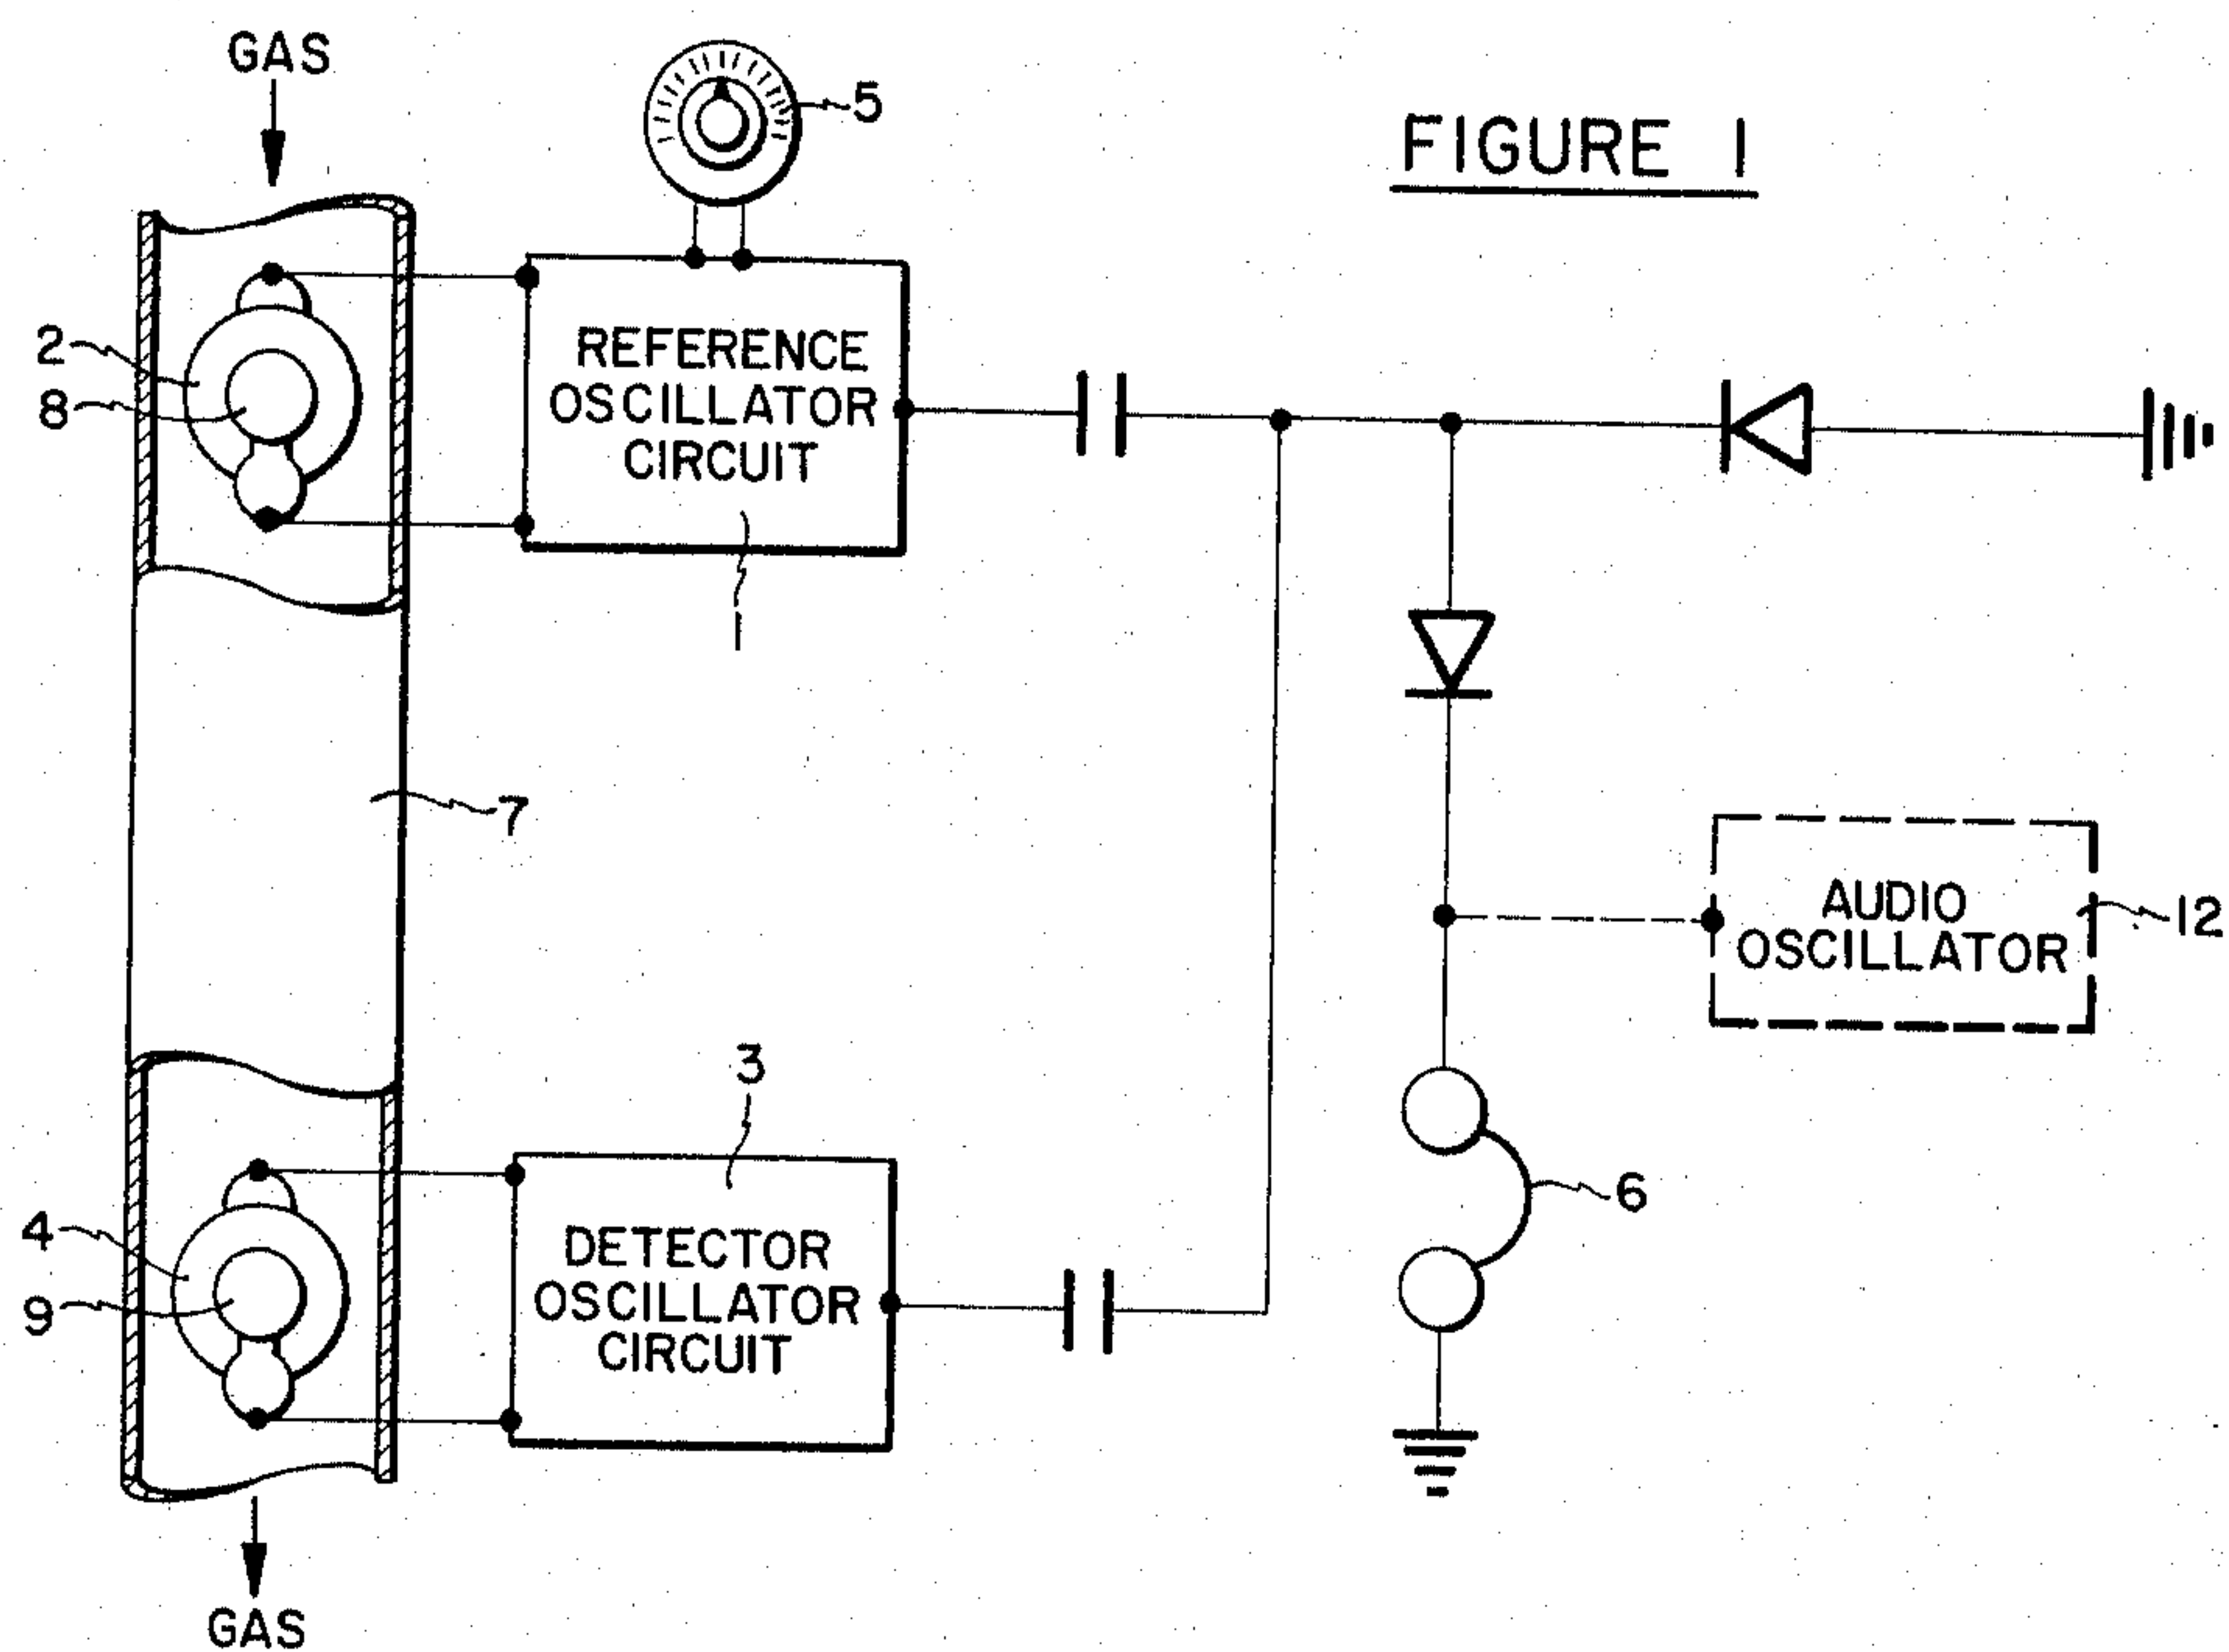 GAS
5
FIGURE 1
2
8
REFERENCE
OSCILLATOR
CIRCUIT
1
7
AUDIO
OSCILLATOR
12
3
6
4
9
DETECTOR
OSCILLATOR
CIRCUIT
GAS